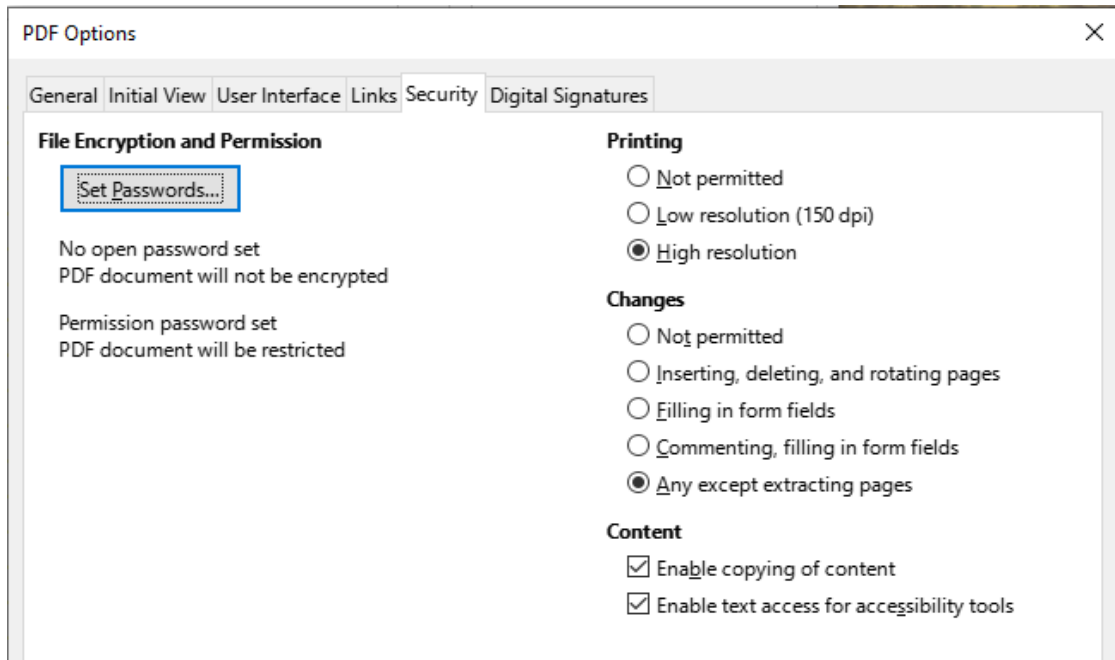 PDF Options
General Initial View User Interface Links Security Digital Signatures
File Encryption and Permission
Set Passwords...
No open password set
PDF document will not be encrypted
Permission password set
PDF document will be restricted
Printing
Not permitted
Low resolution (150 dpi)
High resolution
Changes
Not permitted
Inserting, deleting, and rotating pages
Filling in form fields
Commenting, filling in form fields
Any except extracting pages
Content
Enable copying of content
Enable text access for accessibility tools